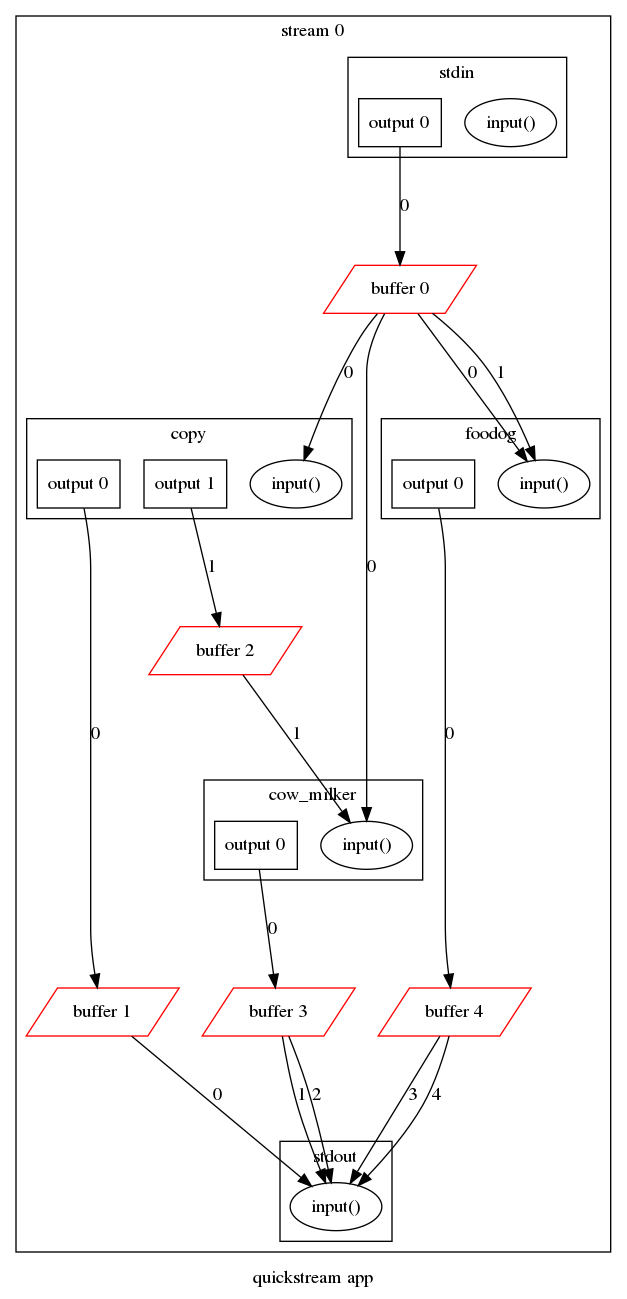 stream 0
stdin
output 0
input()
0
buffer 0
0
0
1
copy
foodog
output 0
output 1
input()
output 0
input()
1
0
buffer 2
0
1
0
cow_milker
output 0
input()
0
buffer 1
buffer 3
buffer 4
0
1
2
3
4
stdout
input()
quickstream app